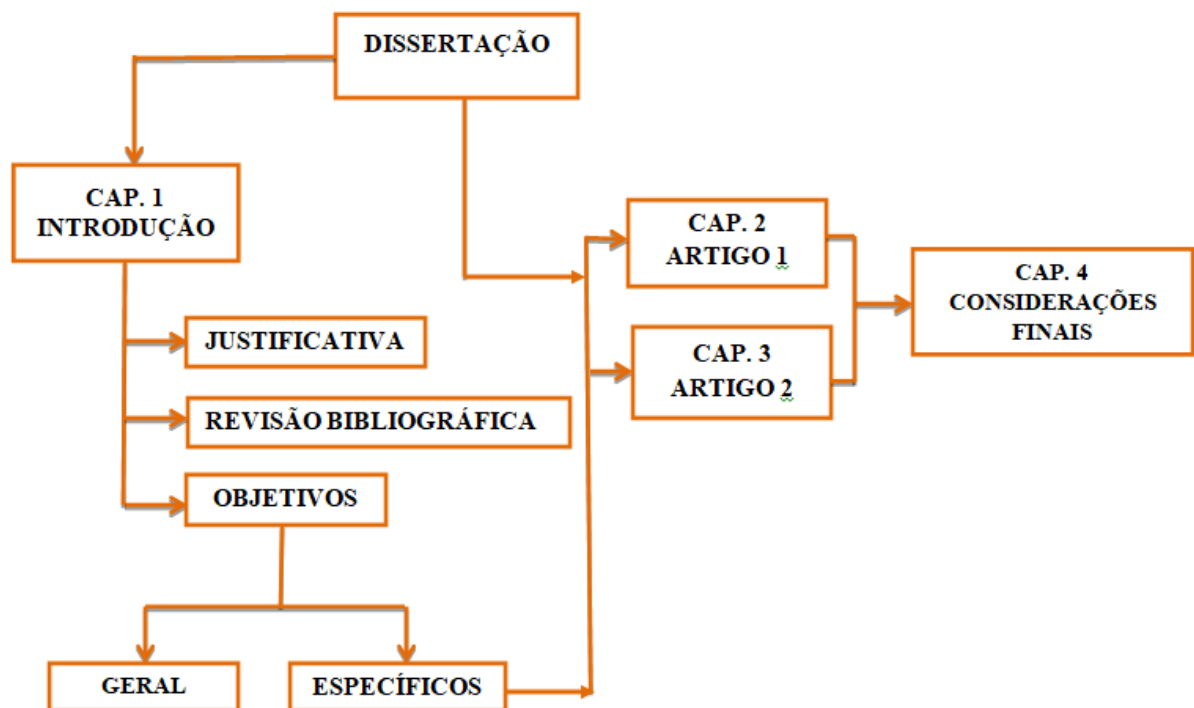 DISSERTAÇÃO
CAP. 1
INTRODUÇÃO
JUSTIFICATIVA
REVISÃO BIBLIOGRÁFICA
OBJETIVOS
GERAL
ESPECÍFICOS
CAP. 2
ARTIGO 1
CAP. 3
ARTIGO 2
CAP. 4
CONSIDERAÇÕES
FINAIS